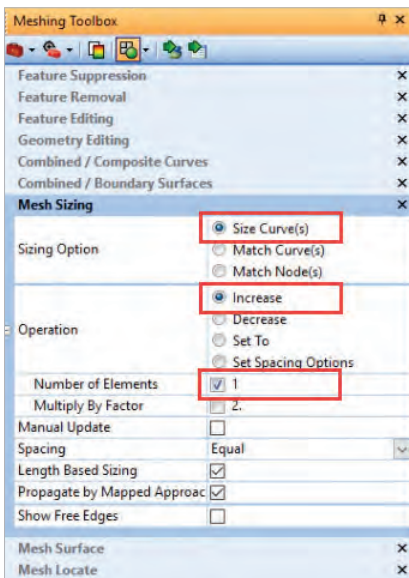 Meshing Toolbox
Feature Suppression
Feature Removal
Feature Editing
Geometry Editing
Combined / Composite Curves
Combined / Boundary Surfaces
Mesh Sizing
Sizing Option
Size Curve(s)
Match Curve(s)
Match Node(s)
Operation
Increase
Decrease
Set To
Set Spacing Options
Number of Elements 1
Multiply By Factor 2.
Manual Update
Spacing Equal
Length Based Sizing
Propagate by Mapped Approac
Show Free Edges
Mesh Surface
Mesh Locate